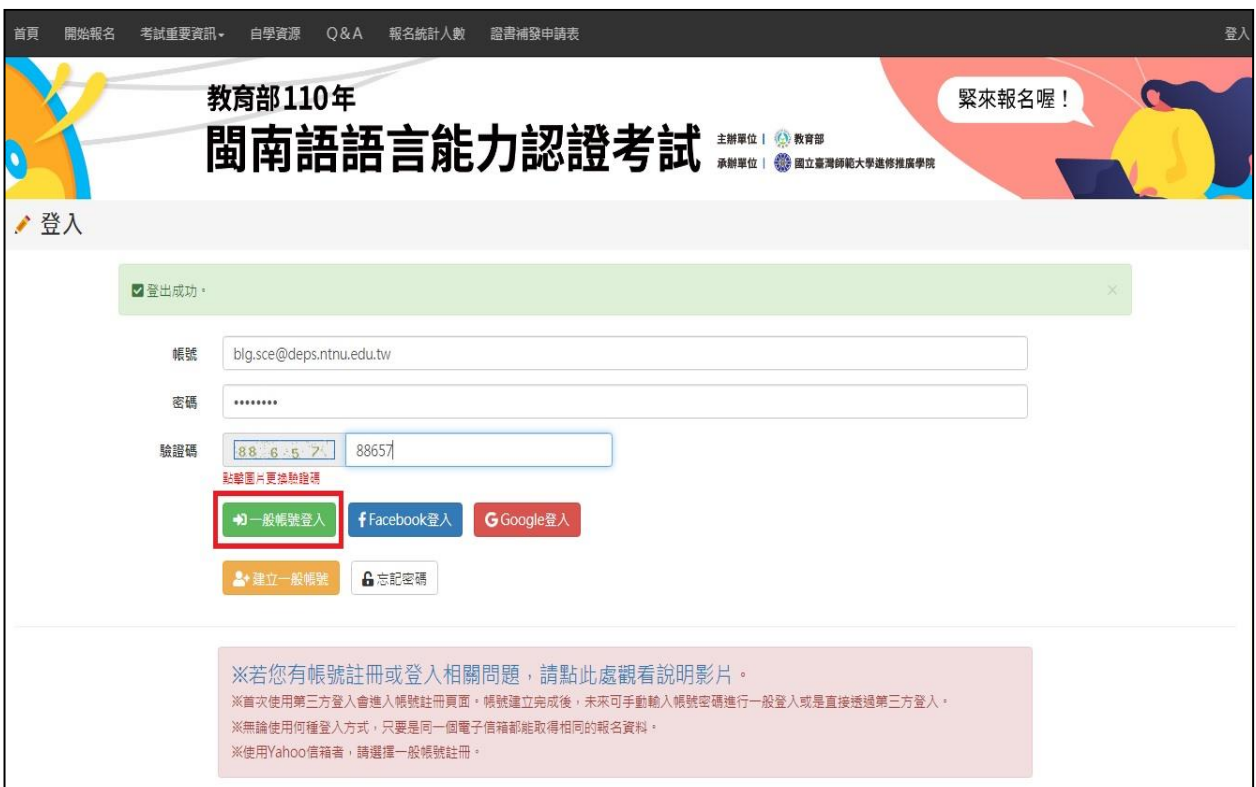 首頁 開始報名 考試重要資訊 自學資源 Q&A 報名統計人數 證書補發申請表 登入
教育部110年
閩南語語言能力認證考試
主辦單位| 教育部
承辦單位| 國立臺灣師範大學進修推廣學院
緊來報名喔!
登入
登出成功。 ×
帳號 blg.sce@deps.ntnu.edu.tw
密碼 ••••••••
驗證碼 88657 88657
點擊圖片更換驗證碼
一般帳號登入 Facebook登入 Google登入
建立一般帳號 忘記密碼
※若您有帳號註冊或登入相關問題,請點此處觀看說明影片。
※首次使用第三方登入會進入帳號註冊頁面。帳號建立完成後,未來可手動輸入帳號密碼進行一般登入或是直接透過第三方登入。
※無論使用何種登入方式,只要是同一個電子信箱都能取得相同的報名資料。
※使用Yahoo信箱者,請選擇一般帳號註冊。